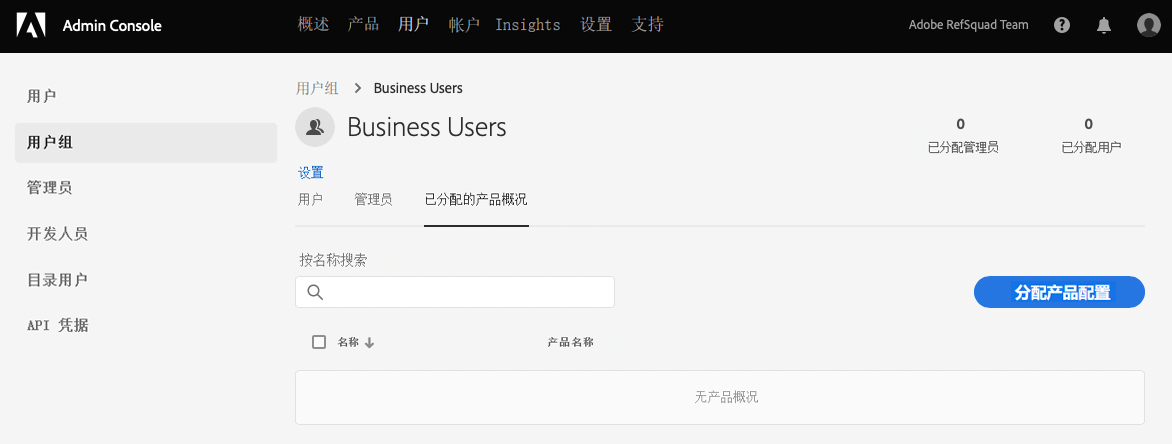 Admin Console 概述 产品 用户 帐户 Insights 设置 支持 Adobe RefSquad Team
用户
用户组
管理员
开发人员
目录用户
API 凭据
用户组 > Business Users
Business Users
0
已分配管理员
0
已分配用户
设置
用户 管理员 已分配的产品概况
按名称搜索
分配产品配置
名称 ↓ 产品名称
无产品概况